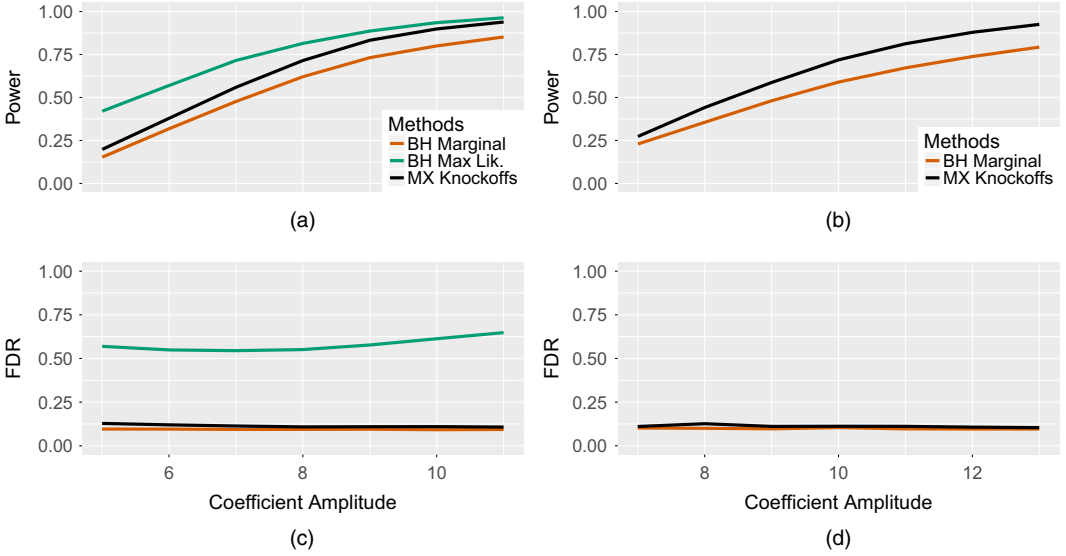 1.00
0.75
0.50
0.25
0.00
Power
Methods
BH Marginal
BH Max Lik.
MX Knockoffs
(a)
1.00
0.75
0.50
0.25
0.00
Power
Methods
BH Marginal
MX Knockoffs
(b)
1.00
0.75
0.50
0.25
0.00
FDR
6 8 10
Coefficient Amplitude
(c)
1.00
0.75
0.50
0.25
0.00
FDR
8 10 12
Coefficient Amplitude
(d)